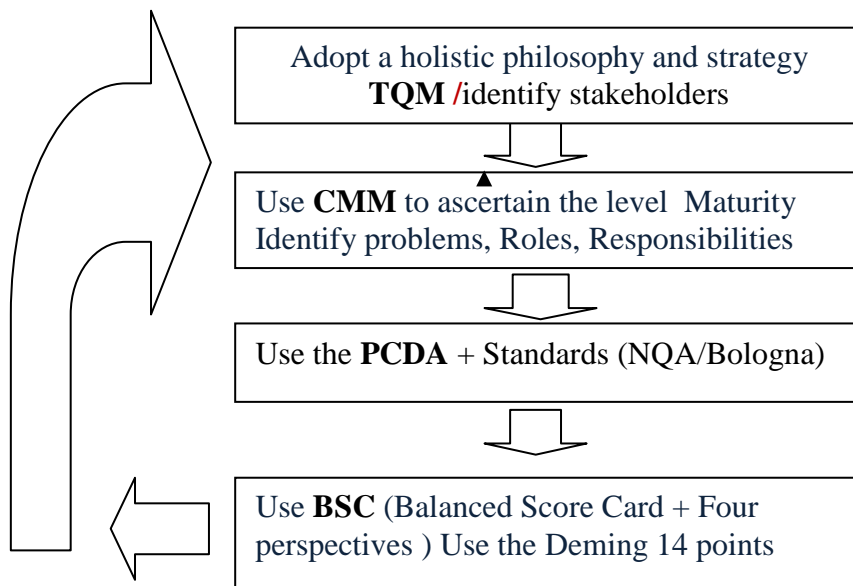 Adopt a holistic philosophy and strategy
TQM /identify stakeholders
Use CMM to ascertain the level  Maturity
Identify problems, Roles, Responsibilities
Use the PCDA + Standards (NQA/Bologna)
Use BSC (Balanced Score Card + Four
perspectives ) Use the Deming 14 points